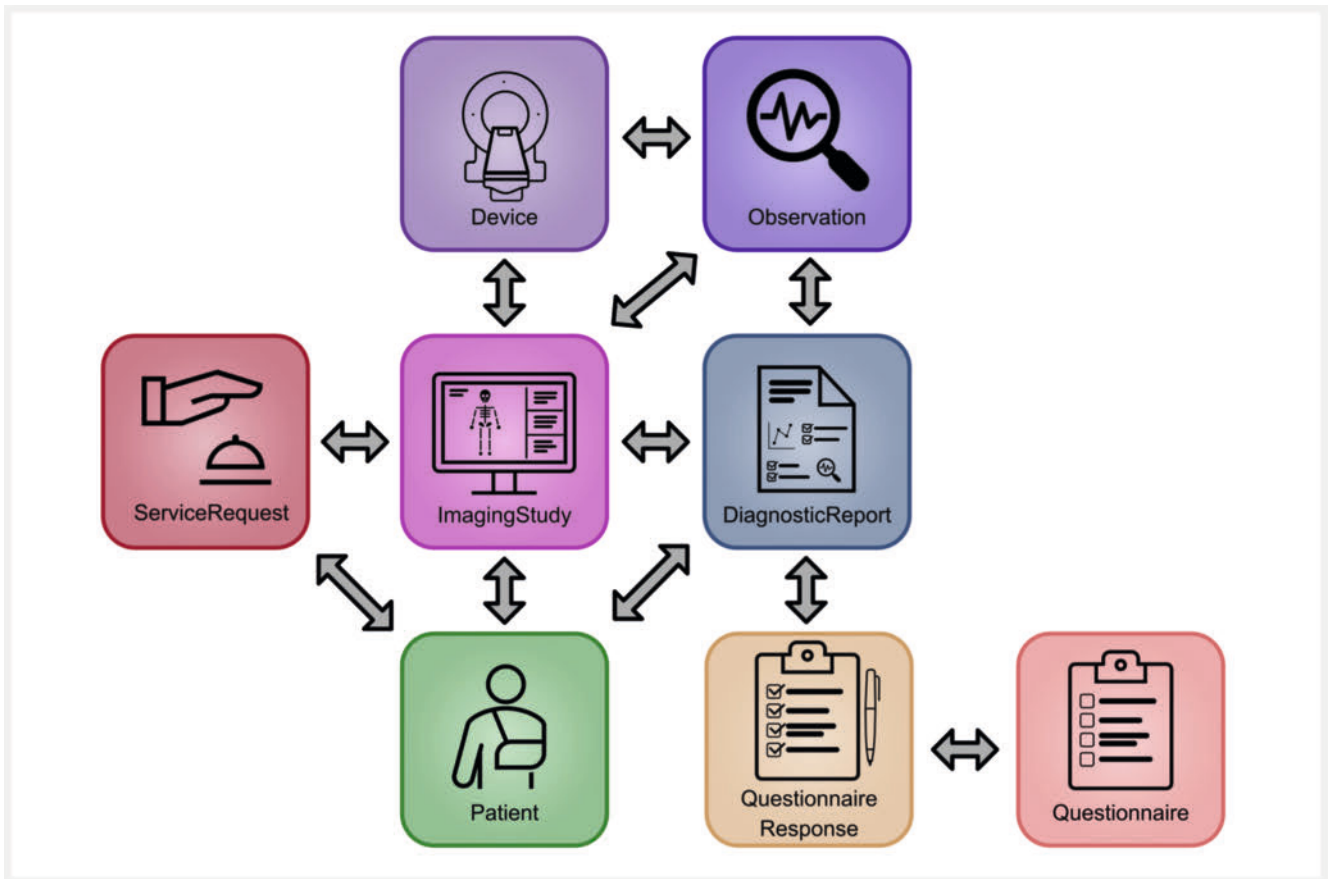 Device
Observation
ServiceRequest
ImagingStudy
DiagnosticReport
Patient
Questionnaire
Response
Questionnaire